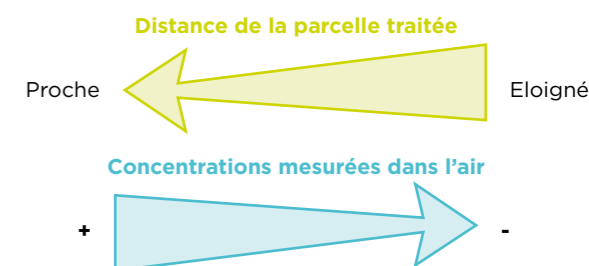 Distance de la parcelle traitée
Proche Eloigné
Concentrations mesurées dans l'air
+ -